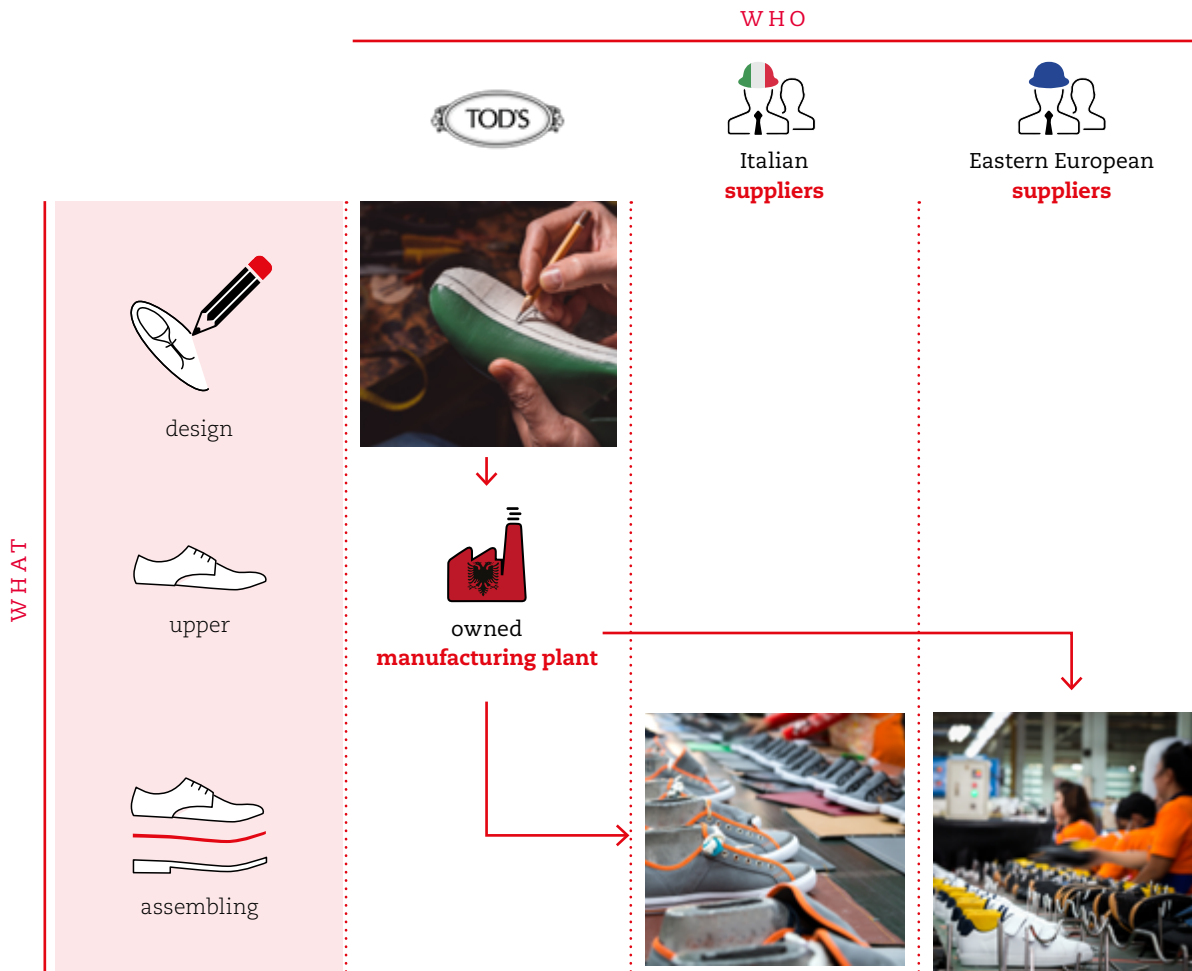 WHO
TOD'S
Italian
suppliers
Eastern European
suppliers
WHAT
design
upper
owned
manufacturing plant
assembling